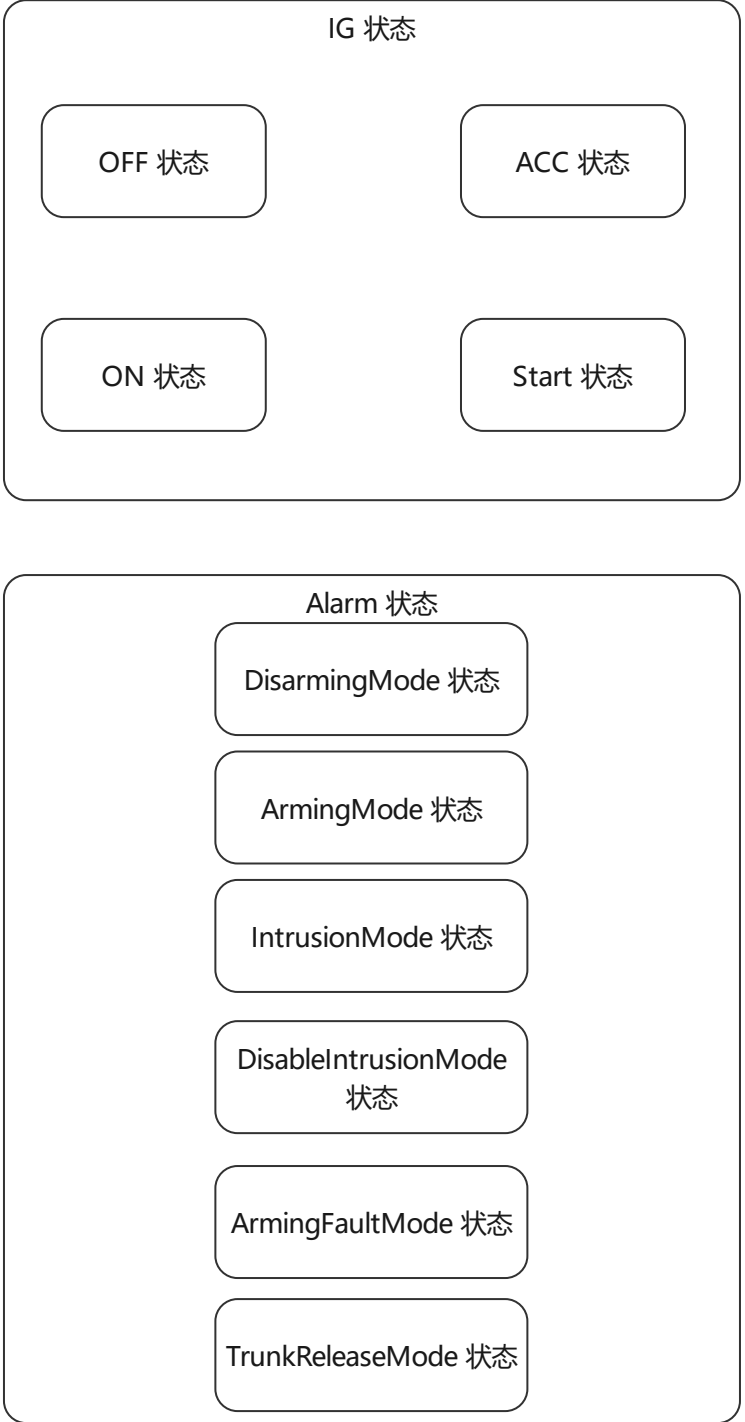 IG 状态
OFF 状态
ACC 状态
ON 状态
Start 状态
Alarm 状态
DisarmingMode 状态
ArmingMode 状态
IntrusionMode 状态
DisableIntrusionMode
状态
ArmingFaultMode 状态
TrunkReleaseMode 状态